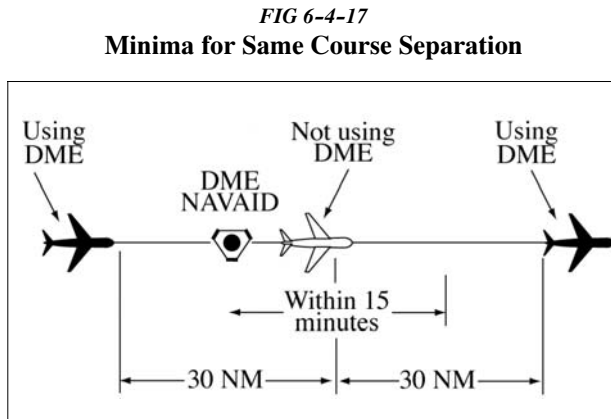 FIG 6-4-17
Minima for Same Course Separation
Using
DME
Not using
DME
Using
DME
DME
NAVAID
Within 15
minutes
30 NM
30 NM